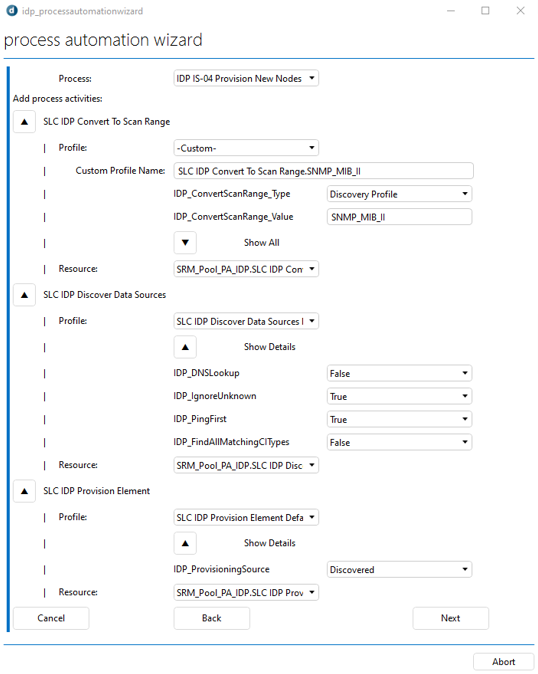 idp_processautomationwizard
process automation wizard
Process: IDP IS-04 Provision New Nodes
Add process activities:
SLC IDP Convert To Scan Range
Profile: -Custom-
Custom Profile Name: SLC IDP Convert To Scan Range.SNMP_MIB_II
IDP_ConvertScanRange_Type Discovery Profile
IDP_ConvertScanRange_Value SNMP_MIB_II
Show All
Resource: SRM_Pool_PA_IDP.SLC IDP Con
SLC IDP Discover Data Sources
Profile: SLC IDP Discover Data Sources
Show Details
IDP_DNSLookup False
IDP_IgnoreUnknown True
IDP_PingFirst True
IDP_FindAllMatchingCITypes False
Resource: SRM_Pool_PA_IDP.SLC IDP Disc
SLC IDP Provision Element
Profile: SLC IDP Provision Element Defa
Show Details
IDP_ProvisioningSource Discovered
Resource: SRM_Pool_PA_IDP.SLC IDP Prov
Cancel Back Next
Abort